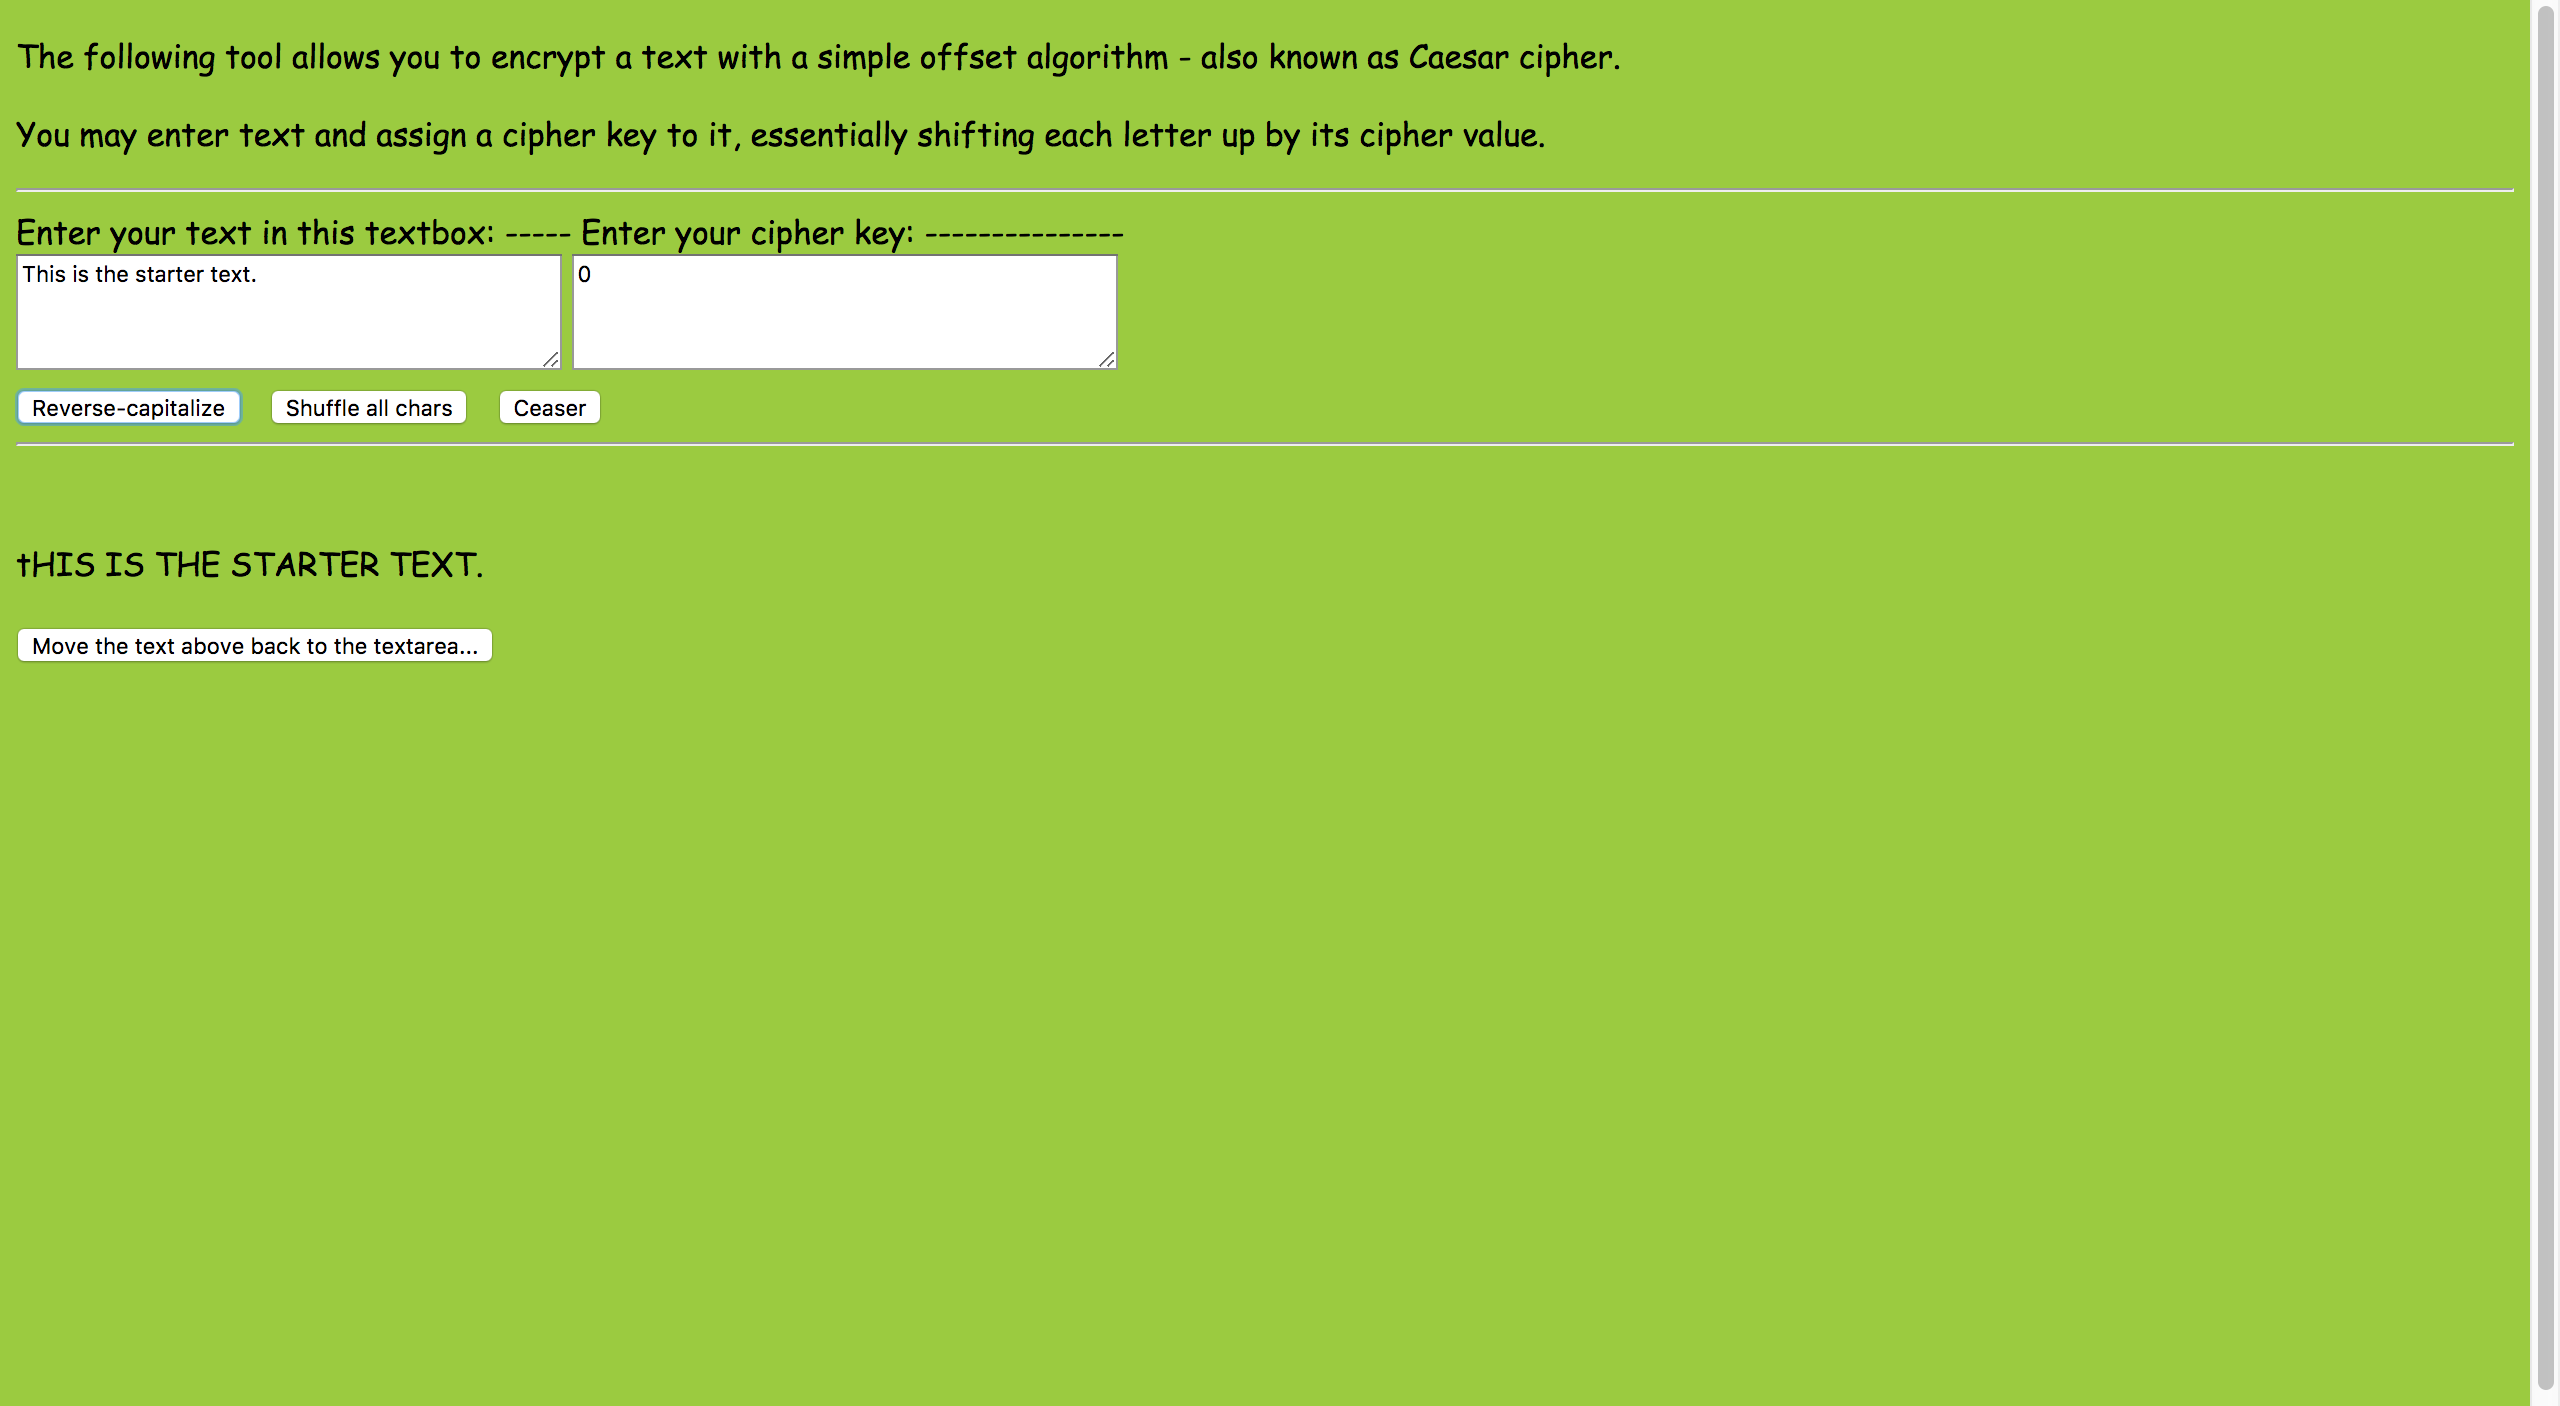 The following tool allows you to encrypt a text with a simple offset algorithm - also known as Caesar cipher.
You may enter text and assign a cipher key to it, essentially shifting each letter up by its cipher value.
Enter your text in this textbox: ----- Enter your cipher key: ---------------
This is the starter text. 0
Reverse-capitalize Shuffle all chars Ceaser
tHIS IS THE STARTER TEXT.
Move the text above back to the textarea...